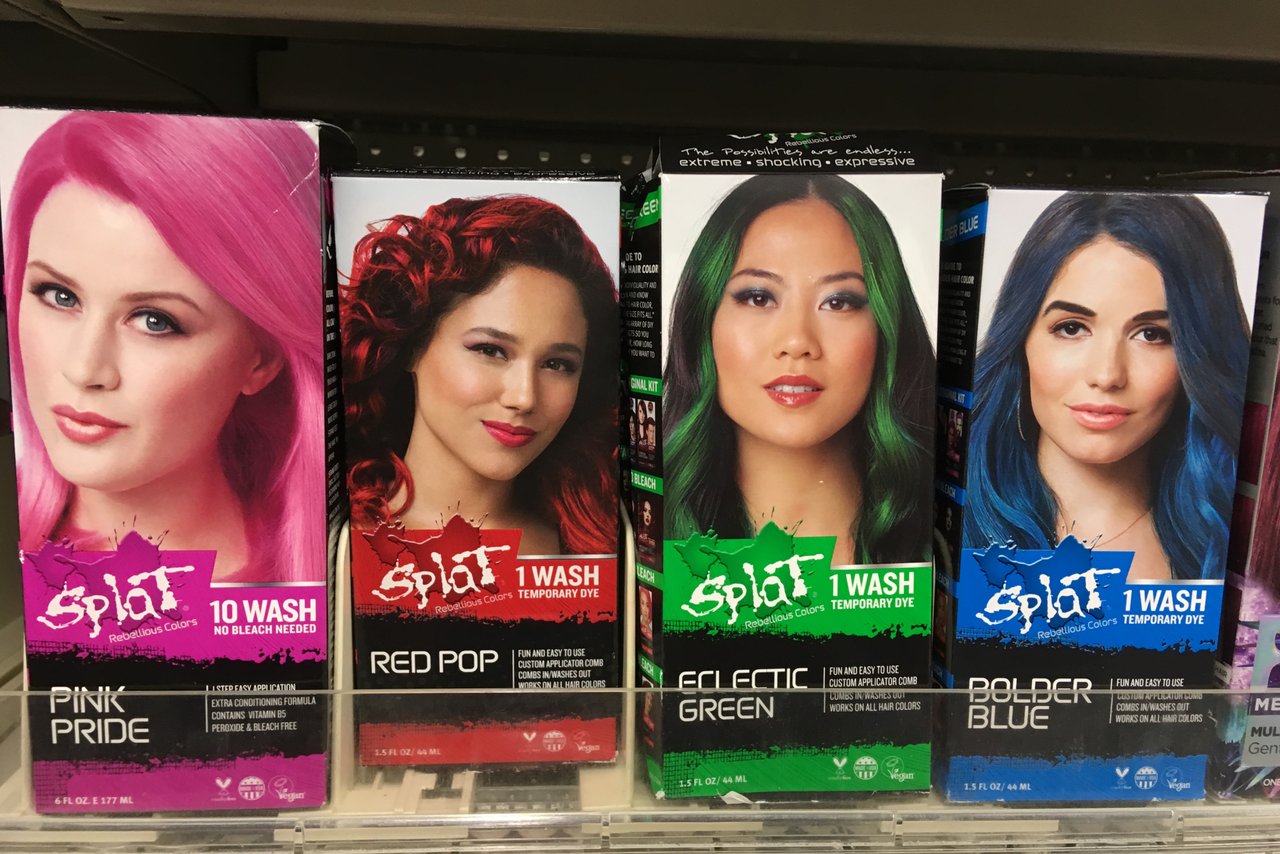 Splat
Rebellious Colors
10 WASH
NO BLEACH NEEDED
PINK
PRIDE
1 STEP EASY APPLICATION
EXTRA CONDITIONING FORMULA
CONTAINS VITAMIN B5
PEROXIDE & BLEACH FREE
6 FL OZ. E 177 ML
Vegan
Splat
Rebellious Colors
1 WASH
TEMPORARY DYE
RED POP
FUN AND EASY TO USE
CUSTOM APPLICATOR COMB
COMBS IN/WASHES OUT
WORKS ON ALL HAIR COLORS
1.5 FL OZ/ 44 ML
Vegan
Rebellious Colors
The Possibilities are endless...
extreme • shocking • expressive
Splat
Rebellious Colors
1 WASH
TEMPORARY DYE
ECLECTIC
GREEN
FUN AND EASY TO USE
CUSTOM APPLICATOR COMB
COMBS IN/WASHES OUT
WORKS ON ALL HAIR COLORS
1.5 FL OZ/ 44 ML
Vegan
Splat
Rebellious Colors
1 WASH
TEMPORARY DYE
BOLDER
BLUE
FUN AND EASY TO USE
CUSTOM APPLICATOR COMB
COMBS IN/WASHES OUT
WORKS ON ALL HAIR COLORS
1.5 FL OZ/ 44 ML
Vegan